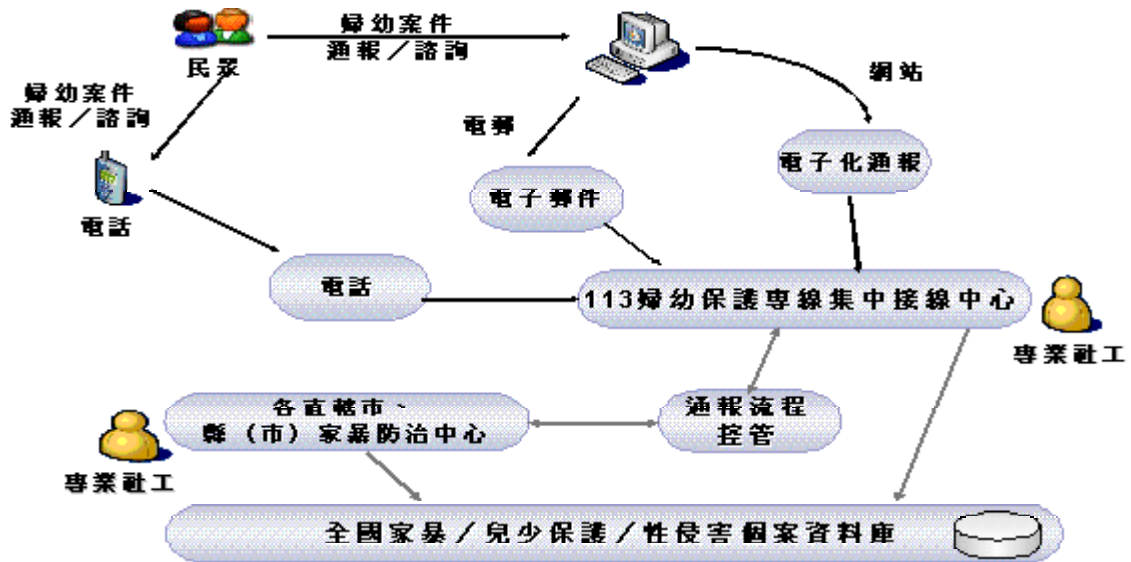 婦幼案件
通報／諮詢
民眾
網站
婦幼案件
通報／諮詢
電郵
電子化通報
電子郵件
電話
電話
113婦幼保護專線集中接線中心
專業社工
各直轄市、
縣（市）家暴防治中心
通報流程
控管
專業社工
全國家暴／兒少保護／性侵害個案資料庫